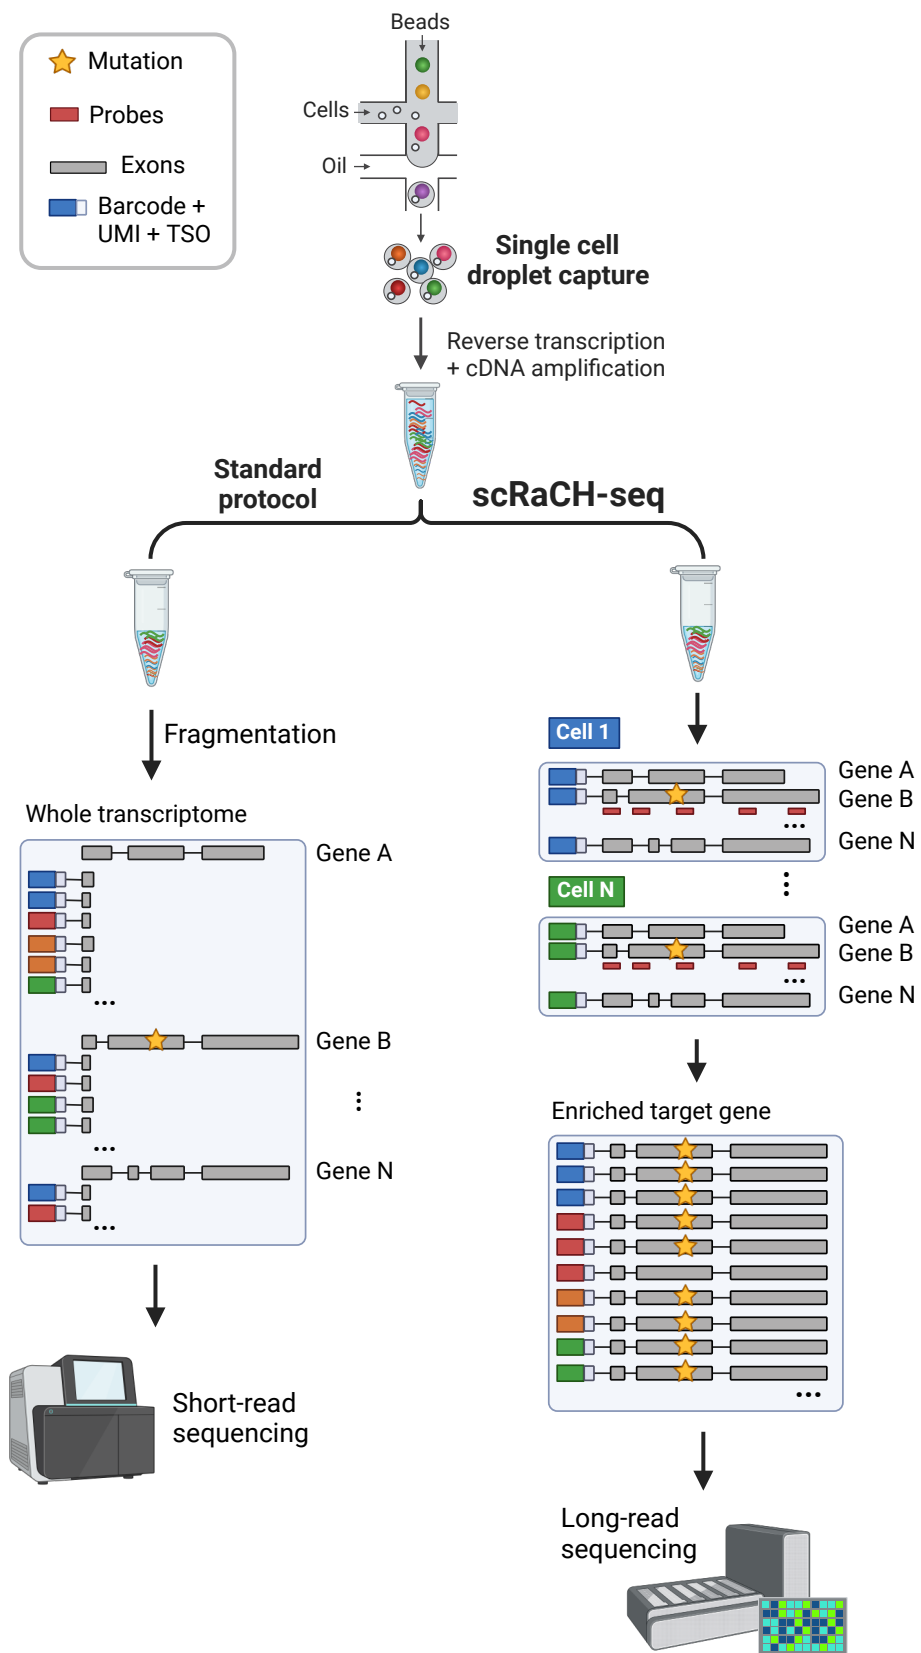 Mutation
Probes
Exons
Barcode +
UMI + TSO
Beads
Cells
Oil
Single cell
droplet capture
Reverse transcription
+ cDNA amplification
Standard
protocol
scRaCH-seq
Fragmentation
Whole transcriptome
Gene A
...
Gene B
...
Gene N
...
Short-read
sequencing
Cell 1
Gene A
Gene B
...
Gene N
Cell N
Gene A
Gene B
...
Gene N
Enriched target gene
...
Long-read
sequencing